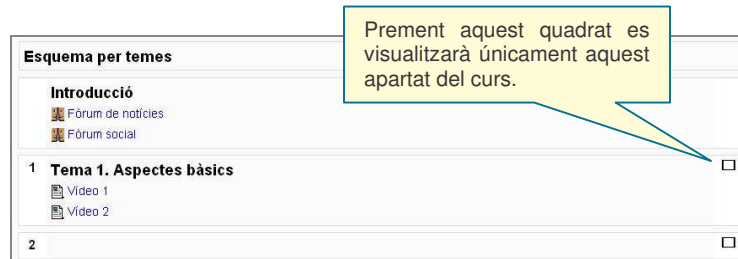 Prement aquest quadrat es
visualitzarà únicament aquest
apartat del curs.
Esquema per temes
Introducció
Fòrum de notícies
Fòrum social
1 Tema 1. Aspectes bàsics
Vídeo 1
Vídeo 2
2